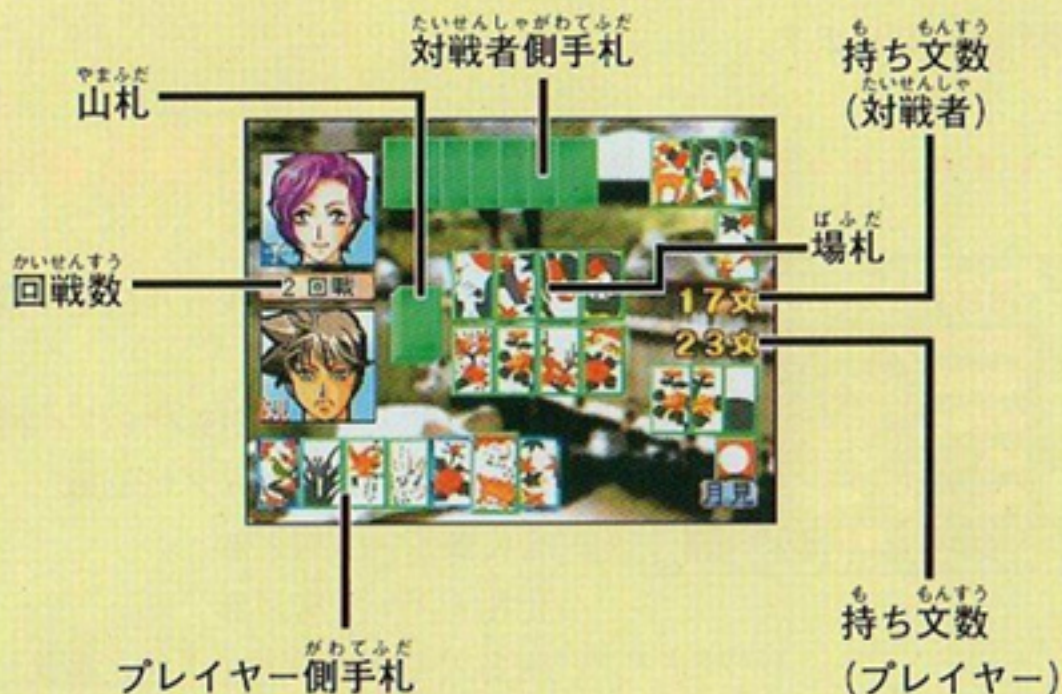 たいせんしゃがわてふだ
対戦者側手札
も もんすう
持ち文数
たいせんしゃ
(対戦者)
やまふだ
山札
ばふだ
場札
かいせんすう
回戦数
2回戦
17文
23文
月見
も もんすう
持ち文数
(プレイヤー)
がわてふだ
プレイヤー側手札